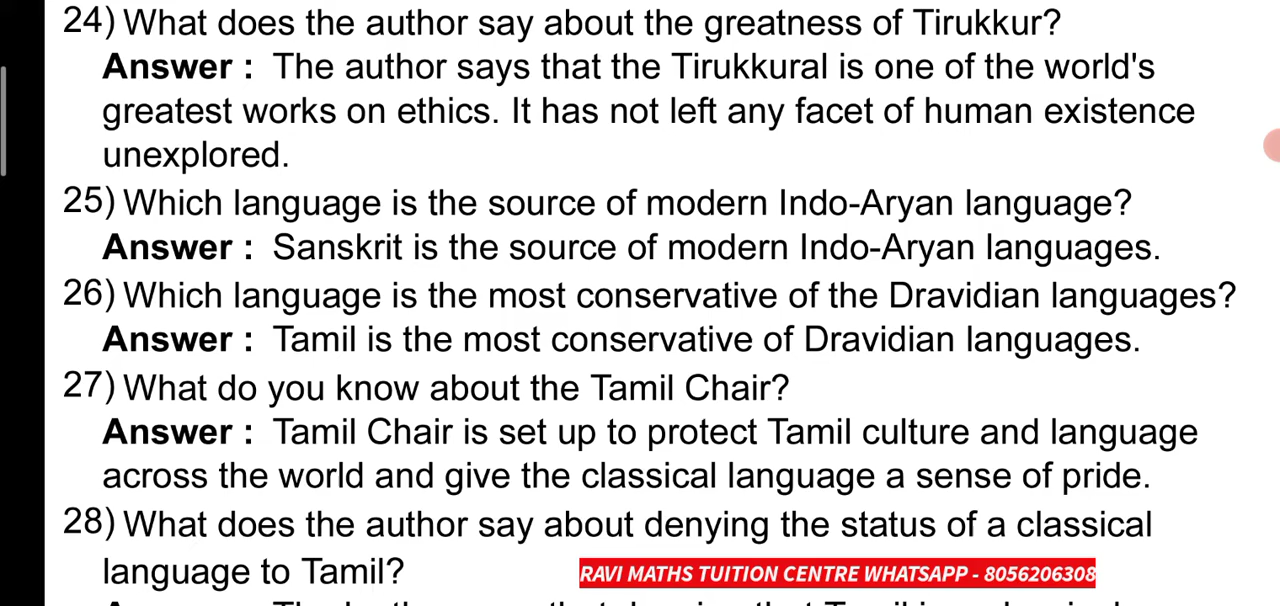 24) What does the author say about the greatness of Tirukkur?
Answer : The author says that the Tirukkural is one of the world's
greatest works on ethics. It has not left any facet of human existence
unexplored.
25) Which language is the source of modern Indo-Aryan language?
Answer : Sanskrit is the source of modern Indo-Aryan languages.
26) Which language is the most conservative of the Dravidian languages?
Answer : Tamil is the most conservative of Dravidian languages.
27) What do you know about the Tamil Chair?
Answer : Tamil Chair is set up to protect Tamil culture and language
across the world and give the classical language a sense of pride.
28) What does the author say about denying the status of a classical
language to Tamil?
RAVI MATHS TUITION CENTRE WHATSAPP - 8056206308